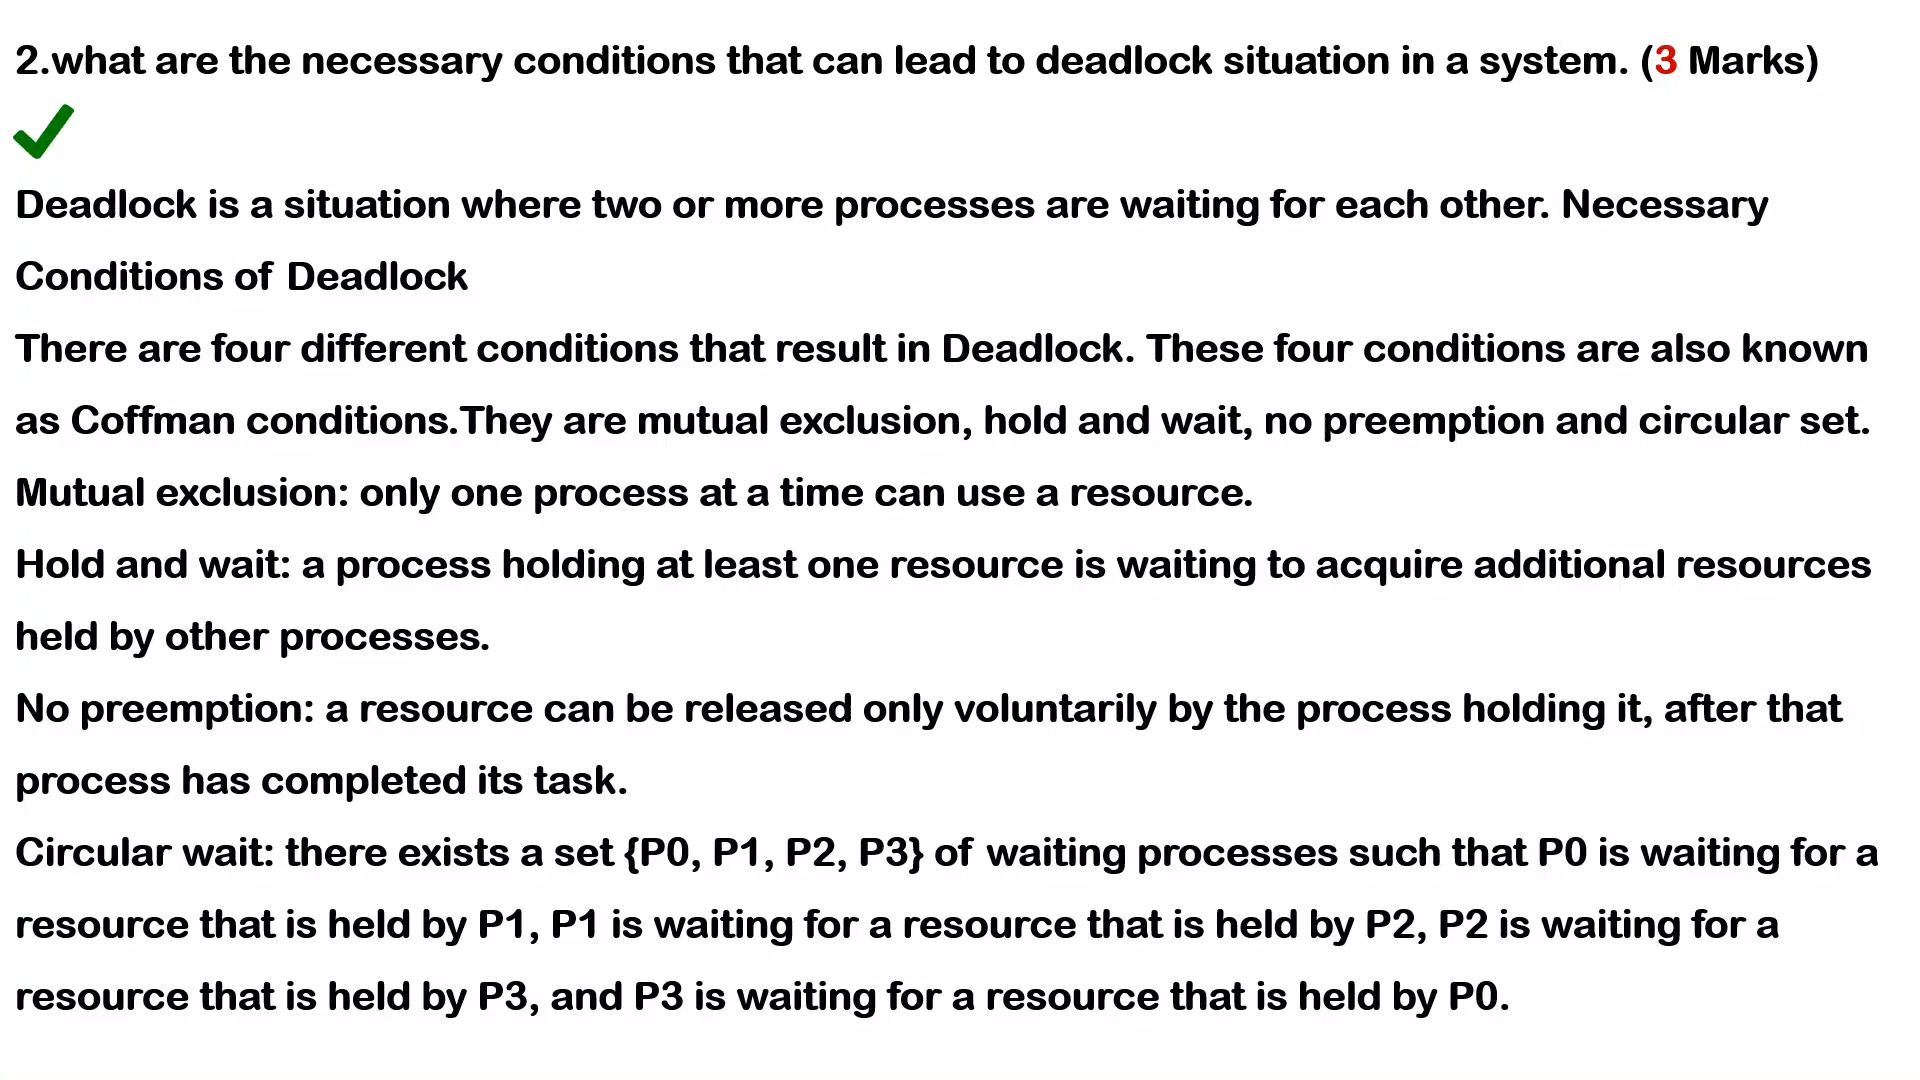 2.what are the necessary conditions that can lead to deadlock situation in a system. (3 Marks)
Deadlock is a situation where two or more processes are waiting for each other. Necessary
Conditions of Deadlock
There are four different conditions that result in Deadlock. These four conditions are also known
as Coffman conditions.They are mutual exclusion, hold and wait, no preemption and circular set.
Mutual exclusion: only one process at a time can use a resource.
Hold and wait: a process holding at least one resource is waiting to acquire additional resources
held by other processes.
No preemption: a resource can be released only voluntarily by the process holding it, after that
process has completed its task.
Circular wait: there exists a set {P0, P1, P2, P3} of waiting processes such that P0 is waiting for a
resource that is held by P1, P1 is waiting for a resource that is held by P2, P2 is waiting for a
resource that is held by P3, and P3 is waiting for a resource that is held by P0.